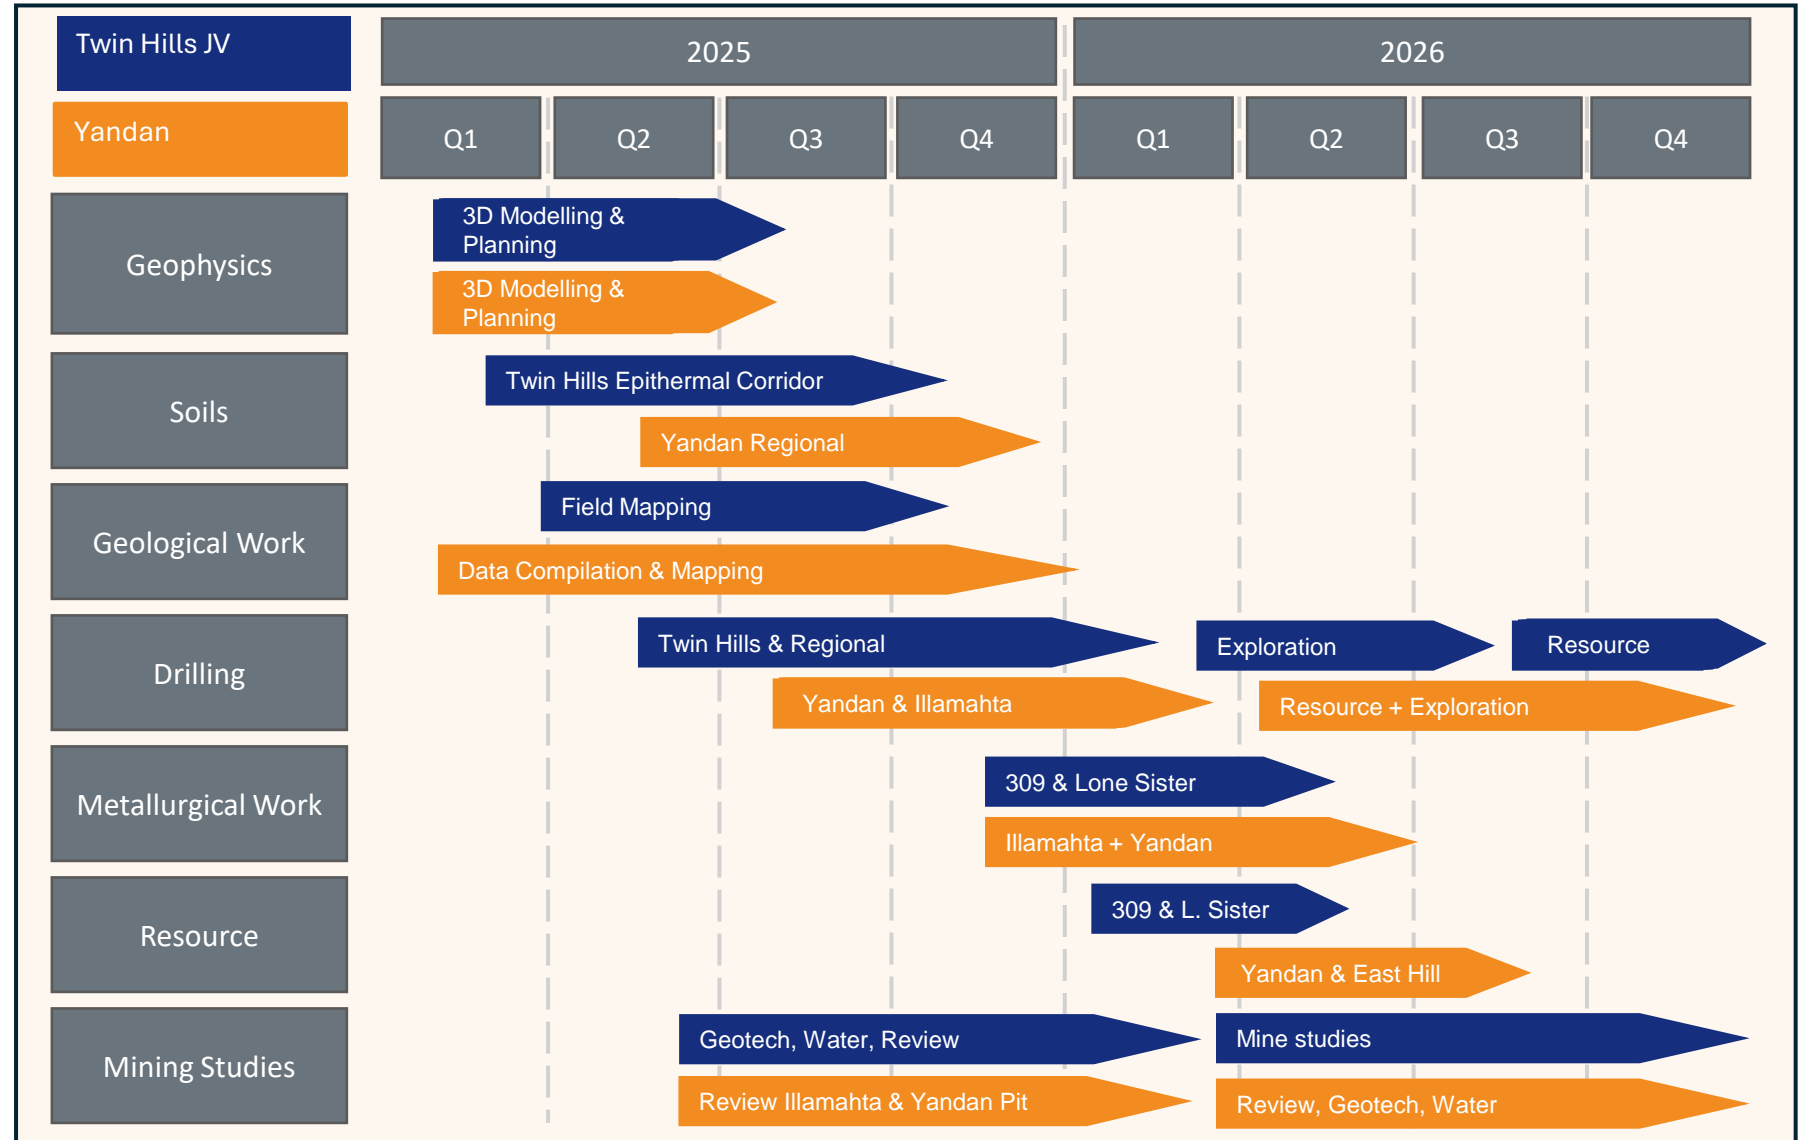 Twin Hills JV
2025
2026
Yandan
Q1
Q2
Q3
Q4
Q1
Q2
Q3
Q4
Geophysics
3D Modelling &
Planning
3D Modelling &
Planning
Soils
Twin Hills Epithermal Corridor
Yandan Regional
Geological Work
Field Mapping
Data Compilation & Mapping
Drilling
Twin Hills & Regional
Exploration
Resource
Yandan & Illamahta
Resource + Exploration
Metallurgical Work
309 & Lone Sister
Illamahta + Yandan
Resource
309 & L. Sister
Yandan & East Hill
Mining Studies
Geotech, Water, Review
Mine studies
Review Illamahta & Yandan Pit
Review, Geotech, Water